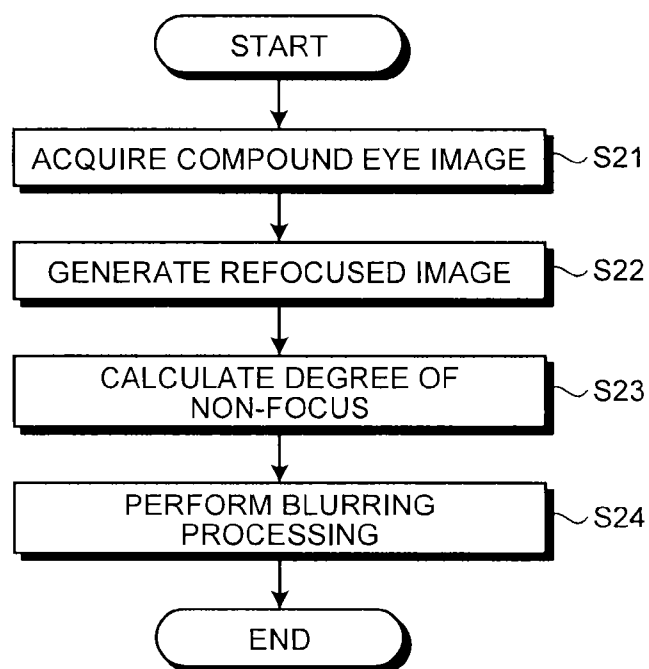 START
ACQUIRE COMPOUND EYE IMAGE
S21
GENERATE REFOCUSED IMAGE
S22
CALCULATE DEGREE OF
NON-FOCUS
S23
PERFORM BLURRING
PROCESSING
S24
END